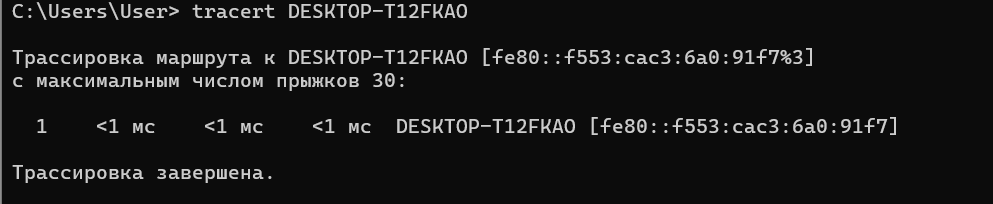 C:\Users\User> tracert DESKTOP-T12FKAO
Трассировка маршрута к DESKTOP-T12FKAO [fe80::f553:cac3:6a0:91f7%3]
с максимальным числом прыжков 30:
1 <1 мс <1 мс <1 мс DESKTOP-T12FKAO [fe80::f553:cac3:6a0:91f7]
Трассировка завершена.